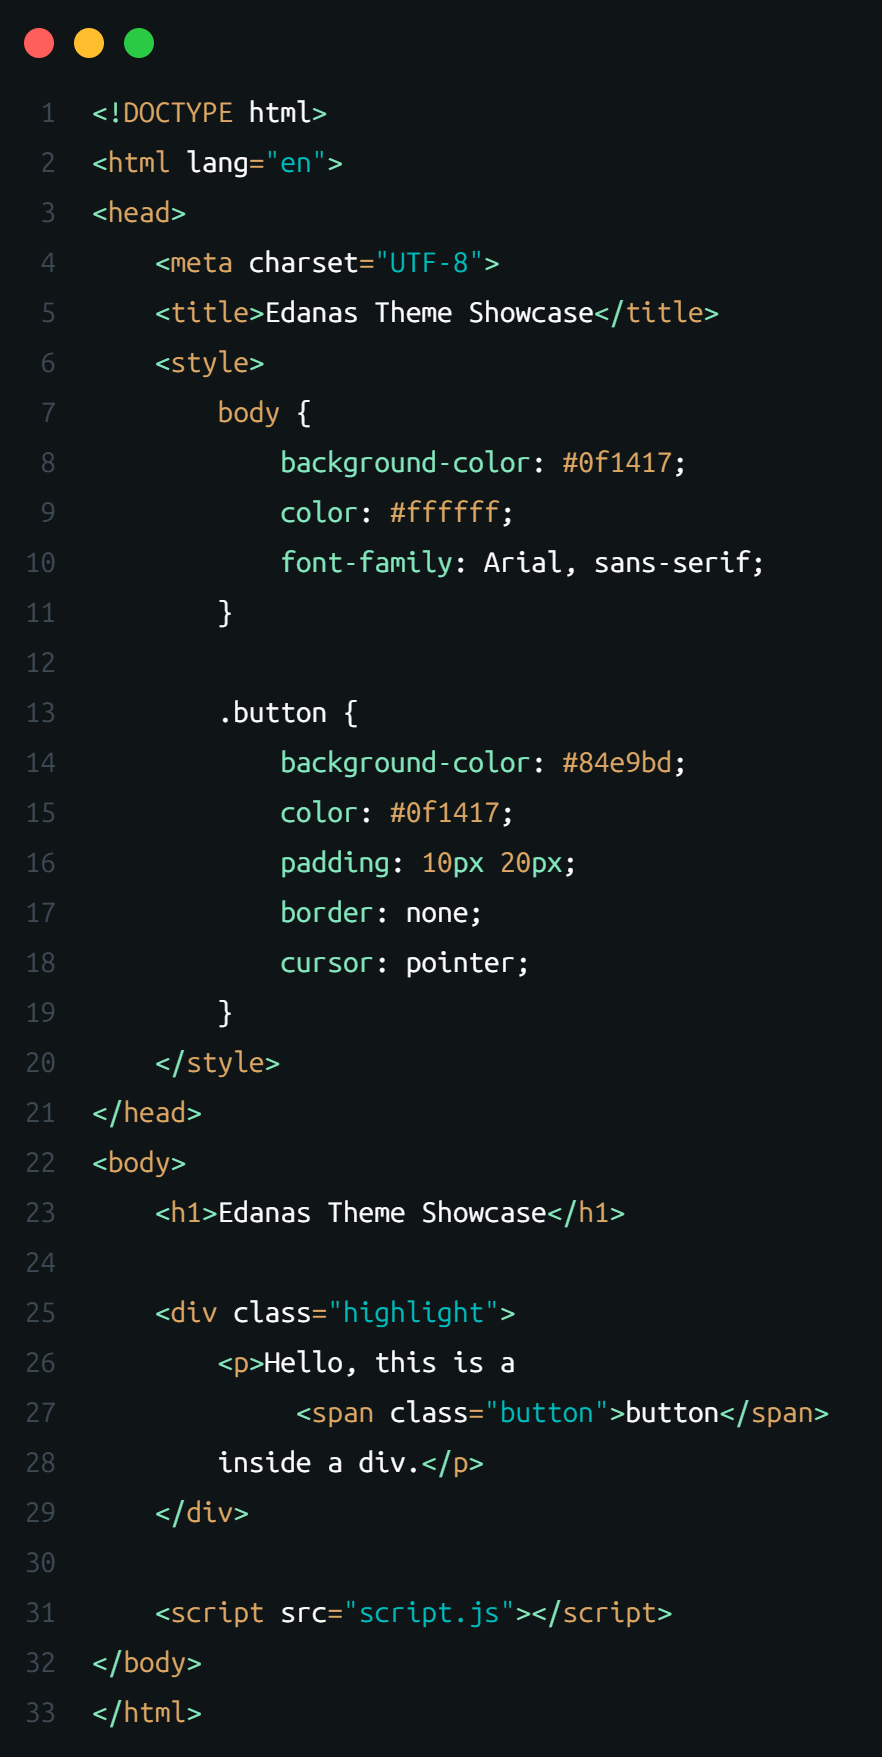 1 <!DOCTYPE html>
2 <html lang="en">
3 <head>
4     <meta charset="UTF-8">
5     <title>Edanas Theme Showcase</title>
6     <style>
7         body {
8             background-color: #0f1417;
9             color: #ffffff;
10             font-family: Arial, sans-serif;
11         }
12
13         .button {
14             background-color: #84e9bd;
15             color: #0f1417;
16             padding: 10px 20px;
17             border: none;
18             cursor: pointer;
19         }
20     </style>
21 </head>
22 <body>
23     <h1>Edanas Theme Showcase</h1>
24
25     <div class="highlight">
26         <p>Hello, this is a
27              <span class="button">button</span>
28         inside a div.</p>
29     </div>
30
31     <script src="script.js"></script>
32 </body>
33 </html>